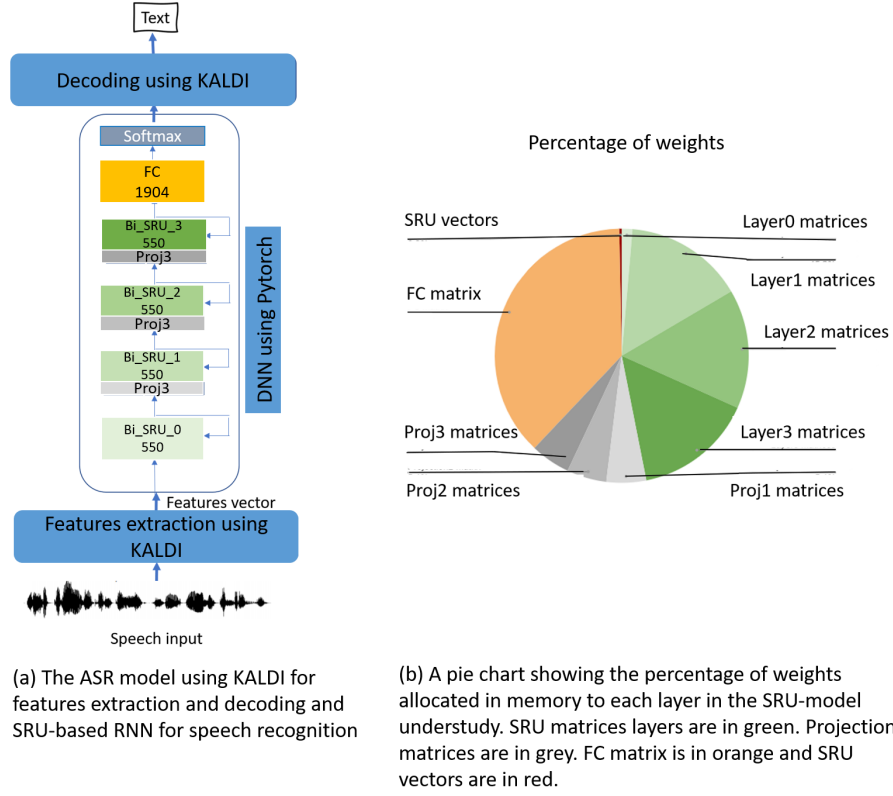 Text
Decoding using KALDI
Softmax
FC
1904
Bi_SRU_3
550
Proj3
Bi_SRU_2
550
Proj3
Bi_SRU_1
550
Proj3
Bi_SRU_0
550
DNN using Pytorch
Features vector
Features extraction using
KALDI
Speech input
(a) The ASR model using KALDI for
features extraction and decoding and
SRU-based RNN for speech recognition
Percentage of weights
SRU vectors
Layer0 matrices
Layer1 matrices
FC matrix
Layer2 matrices
Proj3 matrices
Layer3 matrices
Proj2 matrices
Proj1 matrices
(b) A pie chart showing the percentage of weights
allocated in memory to each layer in the SRU-model
understudy. SRU matrices layers are in green. Projection
matrices are in grey. FC matrix is in orange and SRU
vectors are in red.